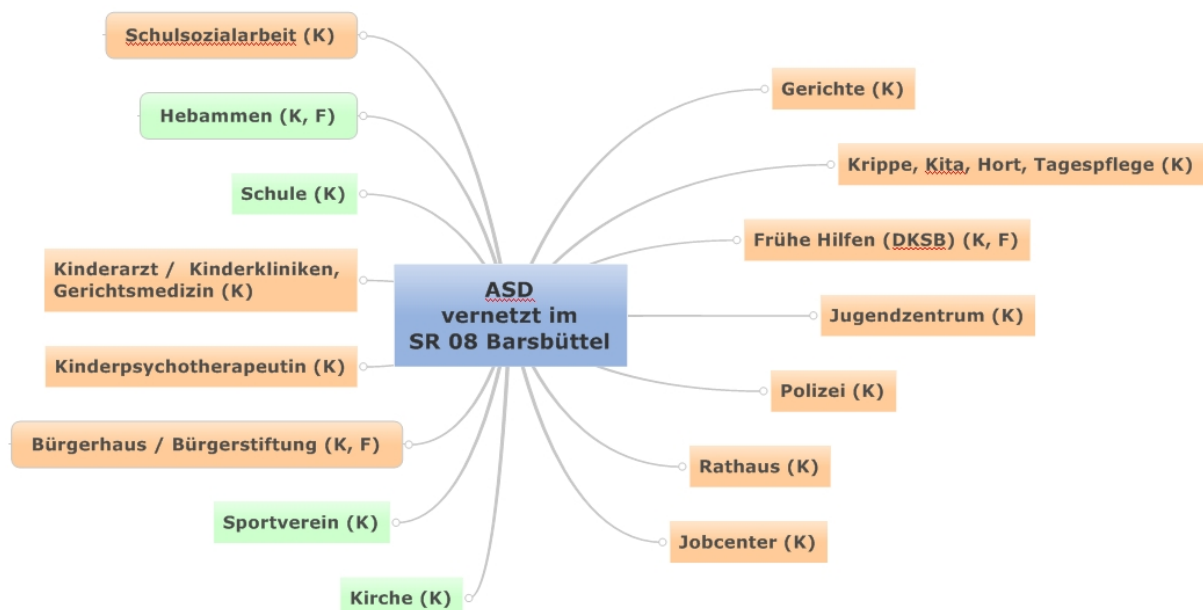 Schulsozialarbeit (K)
Hebammen (K, F)
Schule (K)
Kinderarzt / Kinderkliniken,
Gerichtsmedizin (K)
Kinderpsychotherapeutin (K)
Bürgerhaus / Bürgerstiftung (K, F)
Sportverein (K)
Kirche (K)
ASD
vernetzt im
SR 08 Barsbüttel
Gerichte (K)
Krippe, Kita, Hort, Tagespflege (K)
Frühe Hilfen (DKSB) (K, F)
Jugendzentrum (K)
Polizei (K)
Rathaus (K)
Jobcenter (K)